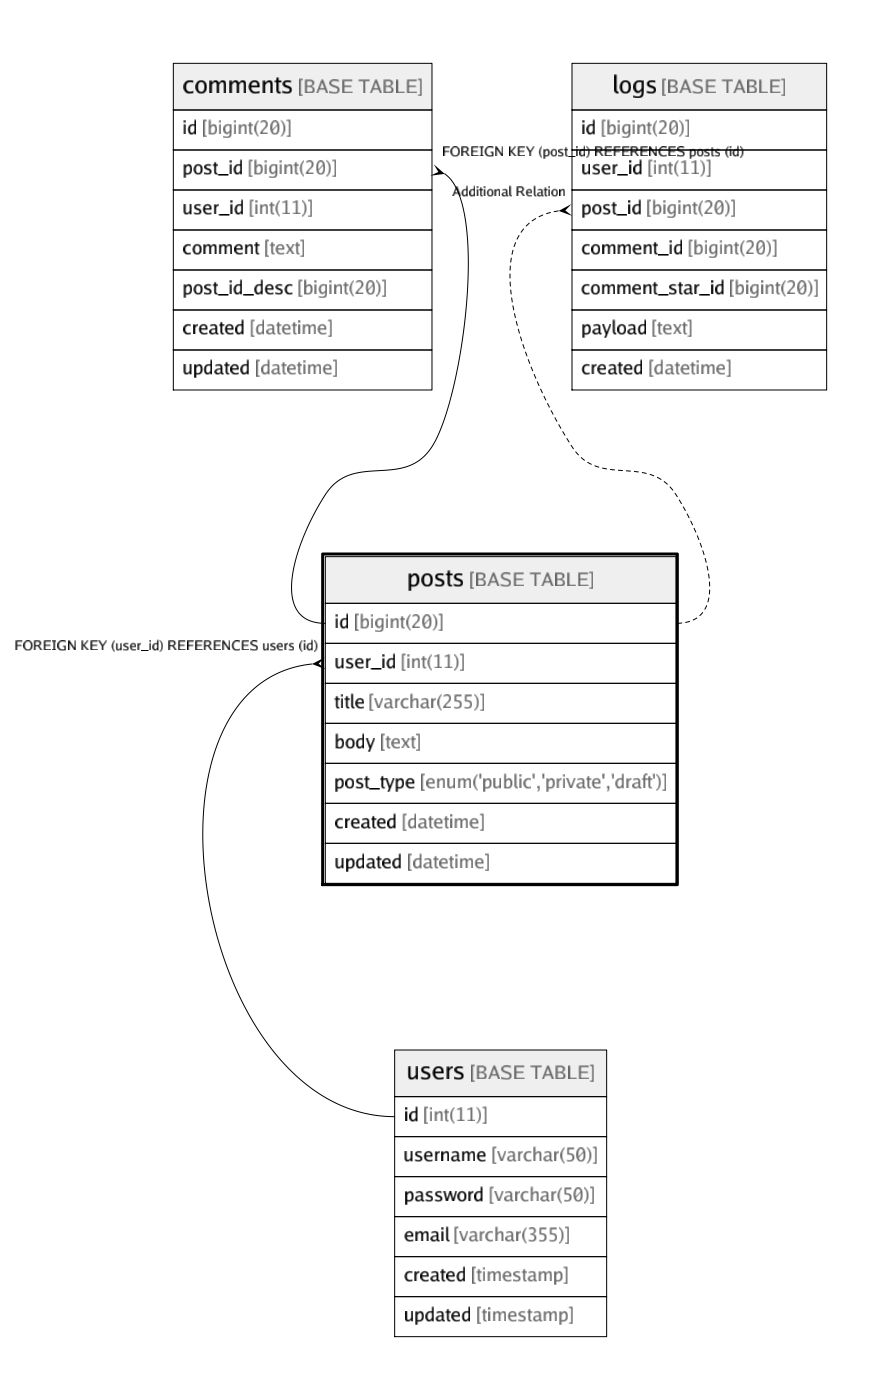 comments [BASE TABLE]
id [bigint(20)]
post_id [bigint(20)]
user_id [int(11)]
comment [text]
post_id_desc [bigint(20)]
created [datetime]
updated [datetime]
logs [BASE TABLE]
id [bigint(20)]
user_id [int(11)]
post_id [bigint(20)]
comment_id [bigint(20)]
comment_star_id [bigint(20)]
payload [text]
created [datetime]
FOREIGN KEY (post_id) REFERENCES posts (id)
Additional Relation
posts [BASE TABLE]
id [bigint(20)]
user_id [int(11)]
title [varchar(255)]
body [text]
post_type [enum('public','private','draft')]
created [datetime]
updated [datetime]
FOREIGN KEY (user_id) REFERENCES users (id)
users [BASE TABLE]
id [int(11)]
username [varchar(50)]
password [varchar(50)]
email [varchar(355)]
created [timestamp]
updated [timestamp]